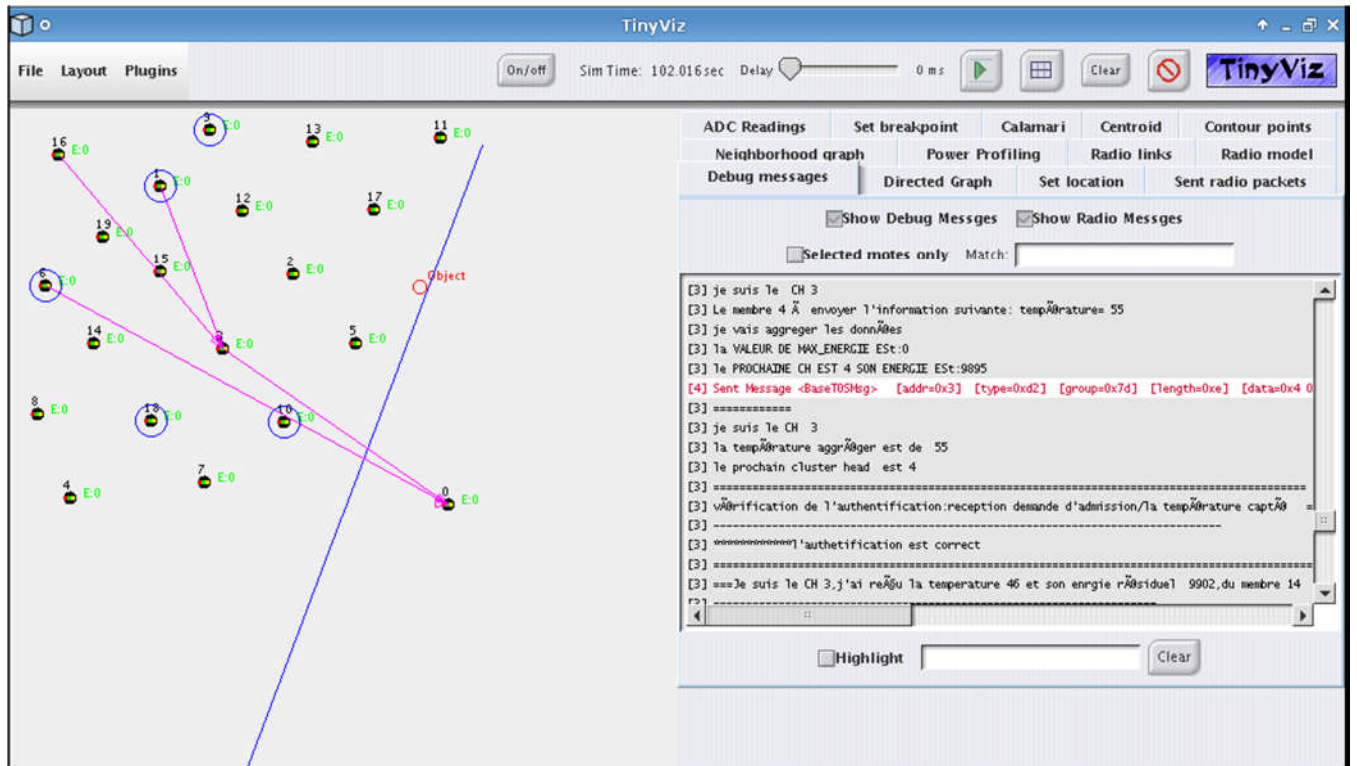 TinyViz
File Layout Plugins
On/off Sim Time: 102.016sec Delay 0 ms Clear TinyViz
ADC Readings Set breakpoint Calamari Centroid Contour points
Neighborhood graph Power Profiling Radio links Radio model
Debug messages Directed Graph Set location Sent radio packets
Show Debug Messges Show Radio Messges
Selected motes only Match:
[3] je suis le CH 3
[3] Le membre 4 Ã envoyer l'information suivante: tempÃ©rature= 55
[3] je vais aggreger les donnÃ©es
[3] la VALEUR DE MAX_ENERGIE ESt:0
[3] le PROCHAINE CH EST 4 SON ENERGIE ESt:9895
[4] Sent Message <BaseTOSMsg> [addr=0x3] [type=0xd2] [group=0x7d] [length=0xe] [data=0x4 0
[3] ============
[3] je suis le CH 3
[3] la tempÃ©rature aggrÃ©ger est de 55
[3] le prochain cluster head est 4
[3] vÃ©rification de l'authentification:reception demande d'admission/la tempÃ©rature captÃ© =
[3] ************l'authetification est correct
[3] ===Je suis le CH 3,j'ai reÃ§u la temperature 46 et son enrgie rÃ©siduel 9902,du membre 14
Highlight Clear
16 E:0
3 E:0
13 E:0
11 E:0
1 E:0
12 E:0
17 E:0
19 E:0
15 E:0
2 E:0
Object
6 E:0
14 E:0
E:0
5 E:0
8 E:0
18 E:0
10 E:0
4 E:0
7 E:0
0 E:0